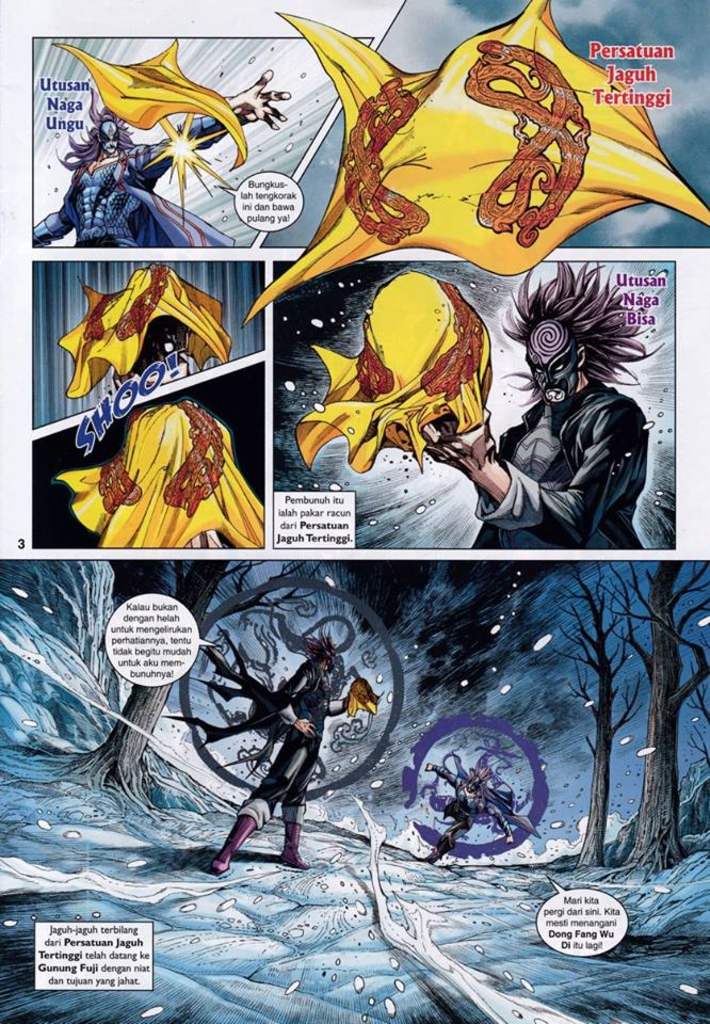 Utusan
Naga
Ungu
Bungkus-
lah tengkorak
ini dan bawa
pulang ya!
Persatuan
Jaguh
Tertinggi
SHOO!
Utusan
Naga
Bisa
Pembunuh itu
ialah pakar racun
dari Persatuan
Jaguh Tertinggi.
3
Kalau bukan
dengan helah
untuk mengelirukan
perhatiannya, tentu
tidak begitu mudah
untuk aku mem-
bunuhnya!
Mari kita
pergi dari sini. Kita
mesti menangani
Dong Fang Wu
Di itu lagi!
Jaguh-jaguh terbilang
dari Persatuan Jaguh
Tertinggi telah datang ke
Gunung Fuji dengan niat
dan tujuan yang jahat.